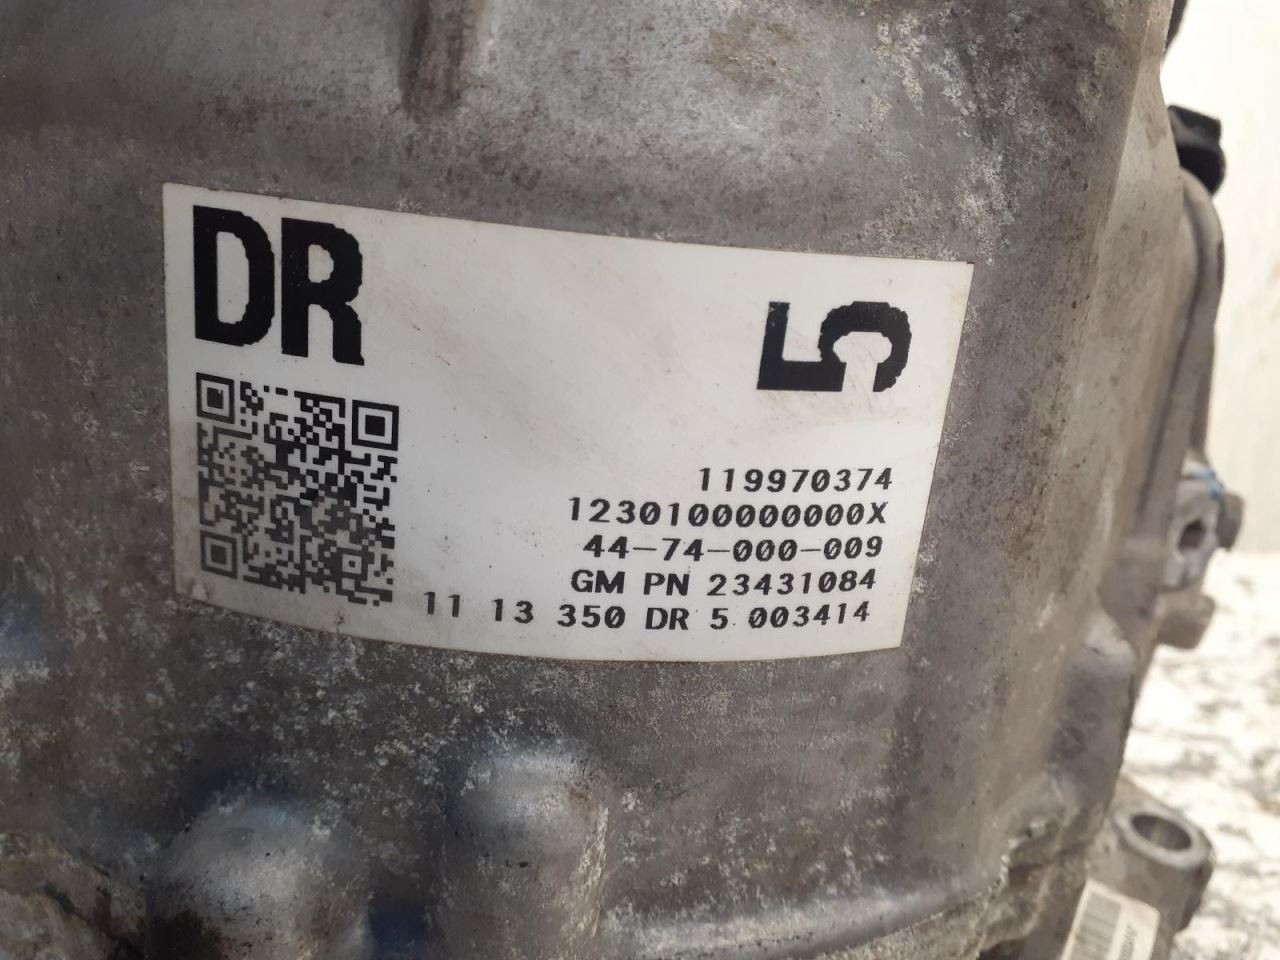 DR
5
119970374
1230100000000X
44-74-000-009
GM PN 23431084
11 13 350 DR 5 003414